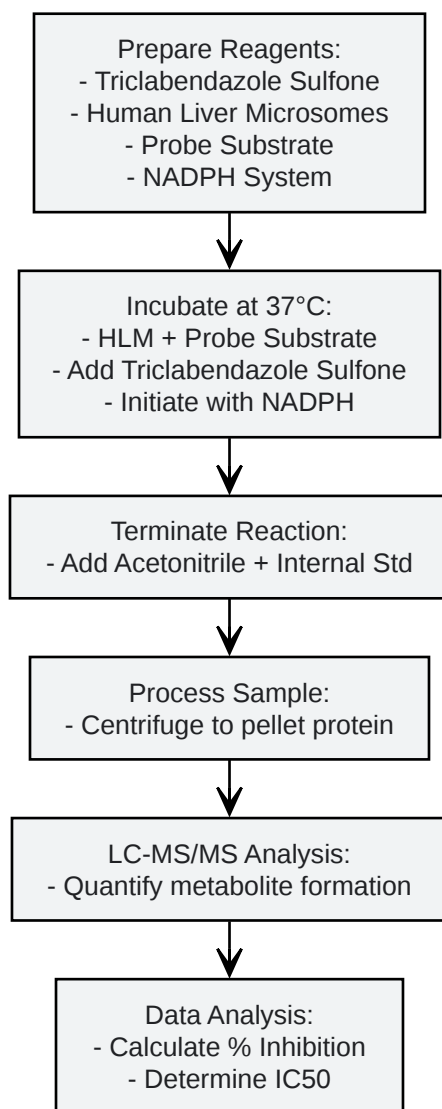 Prepare Reagents:
- Triclabendazole Sulfone
- Human Liver Microsomes
- Probe Substrate
- NADPH System
Incubate at 37°C:
- HLM + Probe Substrate
- Add Triclabendazole Sulfone
- Initiate with NADPH
Terminate Reaction:
- Add Acetonitrile + Internal Std
Process Sample:
- Centrifuge to pellet protein
LC-MS/MS Analysis:
- Quantify metabolite formation
Data Analysis:
- Calculate % Inhibition
- Determine IC50